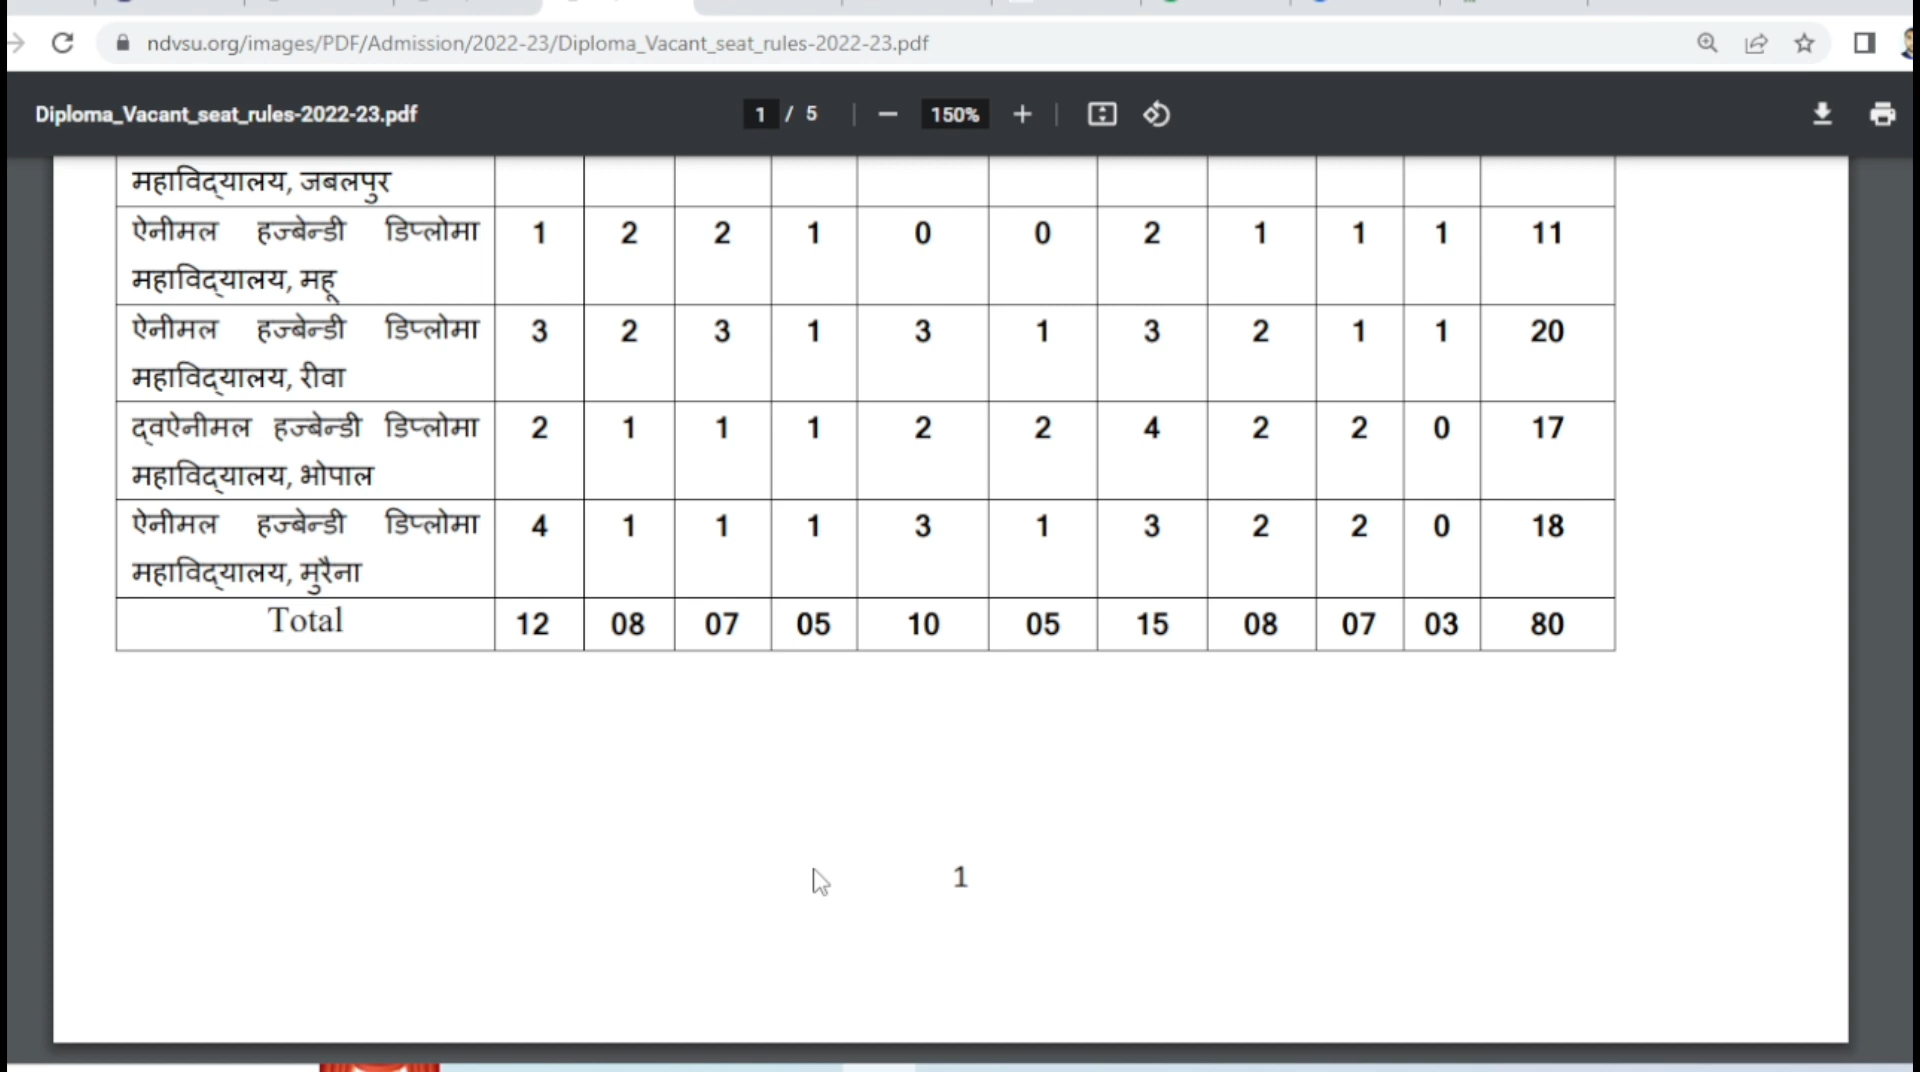 ndvsu.org/images/PDF/Admission/2022-23/Diploma_Vacant_seat_rules-2022-23.pdf
Diploma_Vacant_seat_rules-2022-23.pdf 1 / 5 150%
महाविद्यालय, जबलपुर
ऐनीमल हज्बेन्डी डिप्लोमा 1 2 2 1 0 0 2 1 1 1 11
महाविद्यालय, महू
ऐनीमल हज्बेन्डी डिप्लोमा 3 2 3 1 3 1 3 2 1 1 20
महाविद्यालय, रीवा
द्वऐनीमल हज्बेन्डी डिप्लोमा 2 1 1 1 2 2 4 2 2 0 17
महाविद्यालय, भोपाल
ऐनीमल हज्बेन्डी डिप्लोमा 4 1 1 1 3 1 3 2 2 0 18
महाविद्यालय, मुरैना
Total 12 08 07 05 10 05 15 08 07 03 80
1